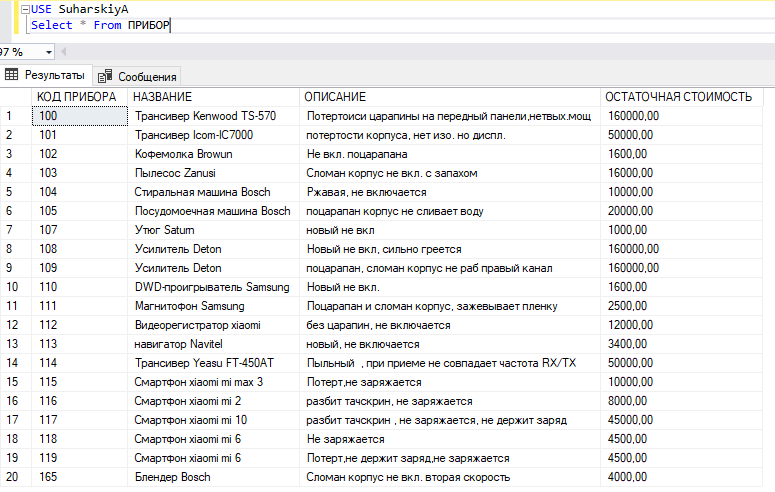 USE SuharskiyA
Select * From ПРИБОР
97 %
Результаты Сообщения
КОД ПРИБОРА НАЗВАНИЕ ОПИСАНИЕ ОСТАТОЧНАЯ СТОИМОСТЬ
1 100 Трансивер Kenwood TS-570 Потертоиси царапины на передный панели,нетвых.мощ 160000,00
2 101 Трансивер Icom-IC7000 потертости корпуса, нет изо. но диспл. 50000,00
3 102 Кофемолка Browun Не вкл. поцарапана 1600,00
4 103 Пылесос Zanusi Сломан корпус не вкл. с запахом 16000,00
5 104 Стиральная машина Bosch Ржавая, не включается 10000,00
6 105 Посудомоечная машина Bosch поцарапан корпус не сливает воду 20000,00
7 107 Утюг Saturn новый не вкл 1000,00
8 108 Усилитель Deton Новый не вкл, сильно греется 160000,00
9 109 Усилитель Deton поцарапан, сломан корпус не раб правый канал 160000,00
10 110 DWD-проигрыватель Samsung Новый не вкл. 1600,00
11 111 Магнитофон Samsung Поцарапан и сломан корпус, зажевывает пленку 2500,00
12 112 Видеорегистратор xiaomi без царапин, не включается 12000,00
13 113 навигатор Navitel новый, не включается 3400,00
14 114 Трансивер Yeasu FT-450AT Пыльный , при приеме не совпадает частота RX/TX 50000,00
15 115 Смартфон xiaomi mi max 3 Потерт,не заряжается 10000,00
16 116 Смартфон xiaomi mi 2 разбит тачскрин, не заряжается 8000,00
17 117 Смартфон xiaomi mi 10 разбит тачскрин , не заряжается, не держит заряд 45000,00
18 118 Смартфон xiaomi mi 6 Не заряжается 4500,00
19 119 Смартфон xiaomi mi 6 Потерт,не держит заряд,не заряжается 4500,00
20 165 Блендер Bosch Сломан корпус не вкл. вторая скорость 4000,00